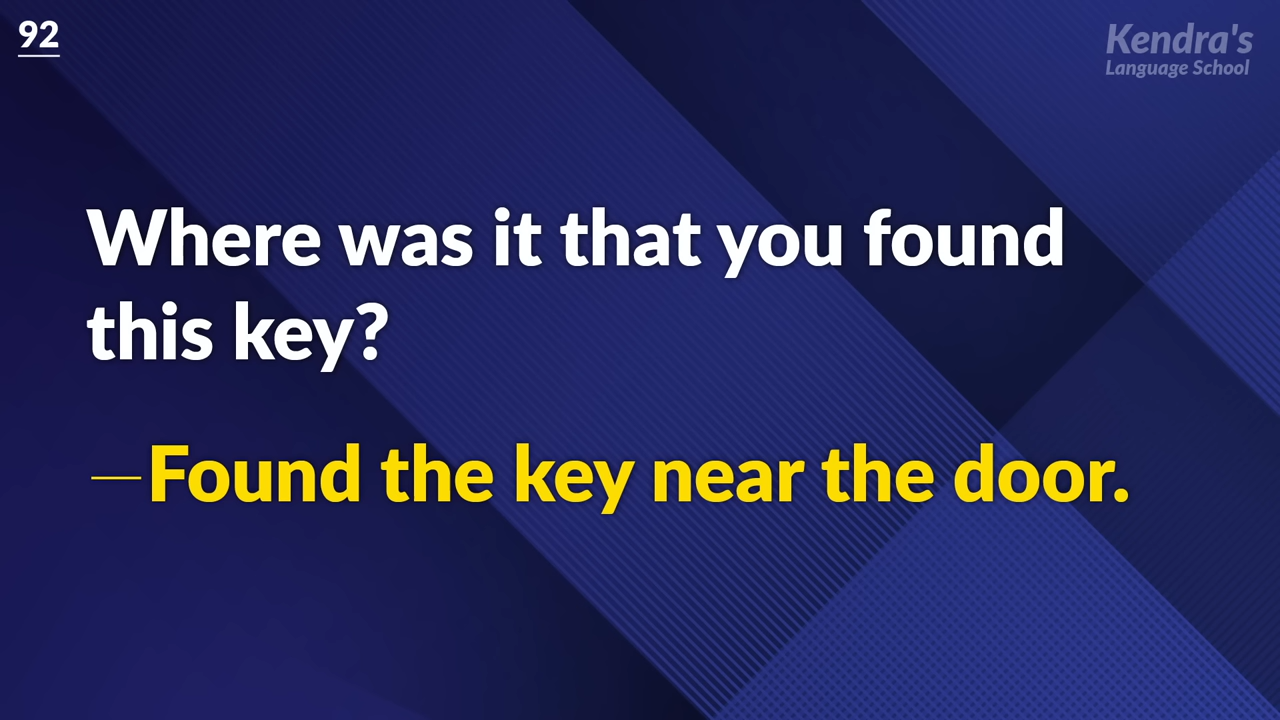 92
Kendra's
Language School
Where was it that you found
this key?
—Found the key near the door.